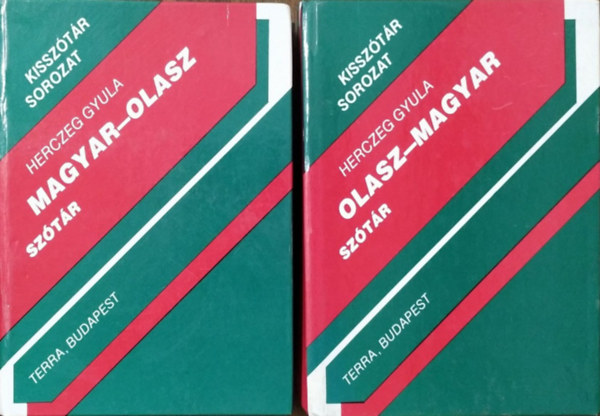 KISSZÓTÁR
SOROZAT
HERCZEG GYULA
MAGYAR–OLASZ
SZÓTÁR
TERRA, BUDAPEST
KISSZÓTÁR
SOROZAT
HERCZEG GYULA
OLASZ–MAGYAR
SZÓTÁR
TERRA, BUDAPEST